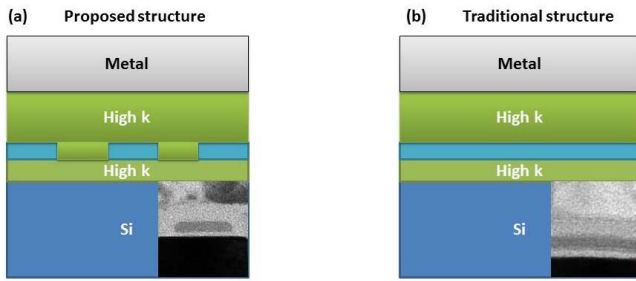 (a) Proposed structure
Metal
High k
High k
Si
(b) Traditional structure
Metal
High k
High k
Si